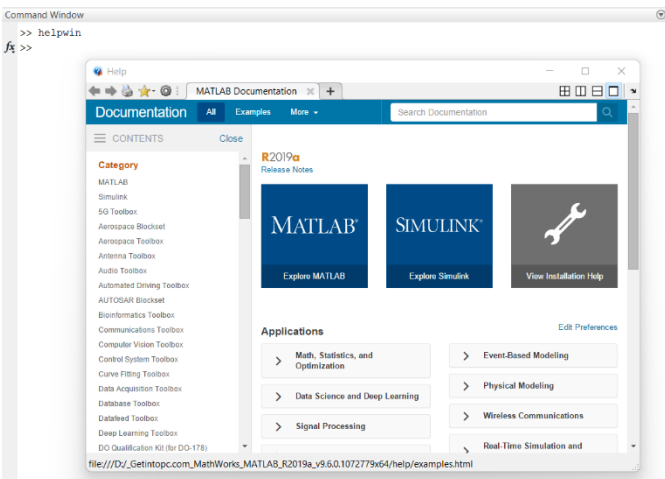 Command Window
>> helpwin
fx >>
Help
MATLAB Documentation × +
Documentation All Examples More Search Documentation
CONTENTS Close
Category
MATLAB
Simulink
5G Toolbox
Aerospace Blockset
Aerospace Toolbox
Antenna Toolbox
Audio Toolbox
Automated Driving Toolbox
AUTOSAR Blockset
Bioinformatics Toolbox
Communications Toolbox
Computer Vision Toolbox
Control System Toolbox
Curve Fitting Toolbox
Data Acquisition Toolbox
Database Toolbox
Datafeed Toolbox
Deep Learning Toolbox
DO Qualification Kit (for DO-178)
R2019a
Release Notes
MATLAB®
Explore MATLAB
SIMULINK®
Explore Simulink
View Installation Help
Applications
Edit Preferences
Math, Statistics, and
Optimization
Data Science and Deep Learning
Signal Processing
Event-Based Modeling
Physical Modeling
Wireless Communications
Real-Time Simulation and
file:///D:/_Getintopc.com_MathWorks_MATLAB_R2019a_v9.6.0.1072779x64/help/examples.html